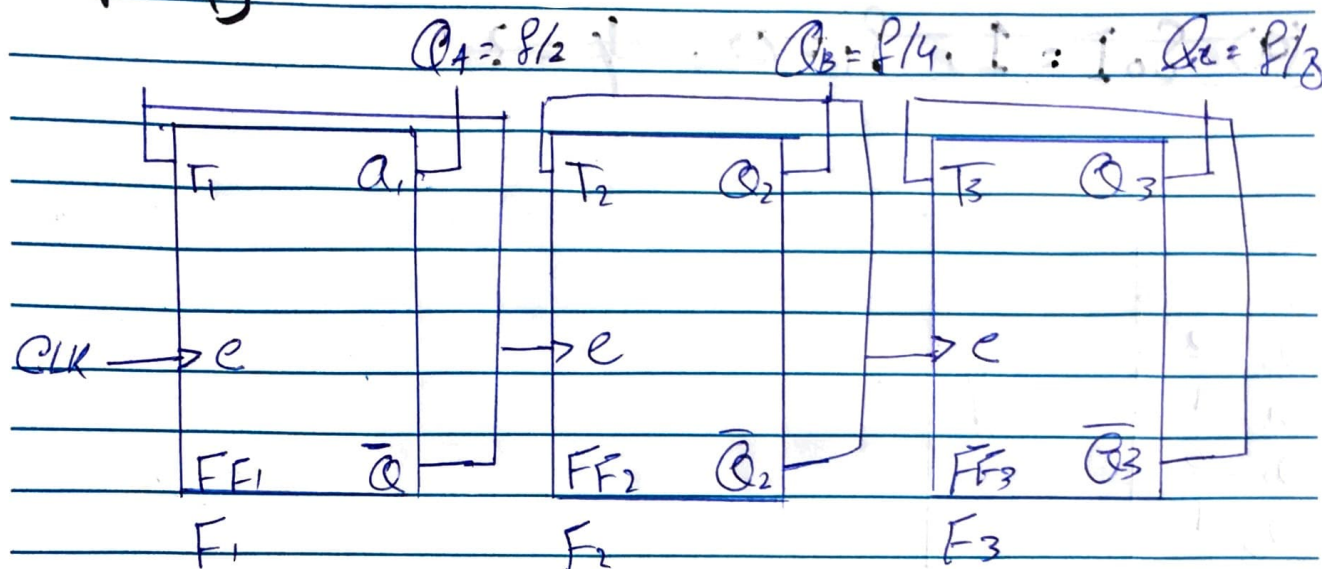 QA = f/2 QB = f/4 Qc = f/8
T1 Q1 T2 Q2 T3 Q3
CLK C C C
FF1 Q̄ FF2 Q̄2 FF3 Q̄3
F1 F2 F3